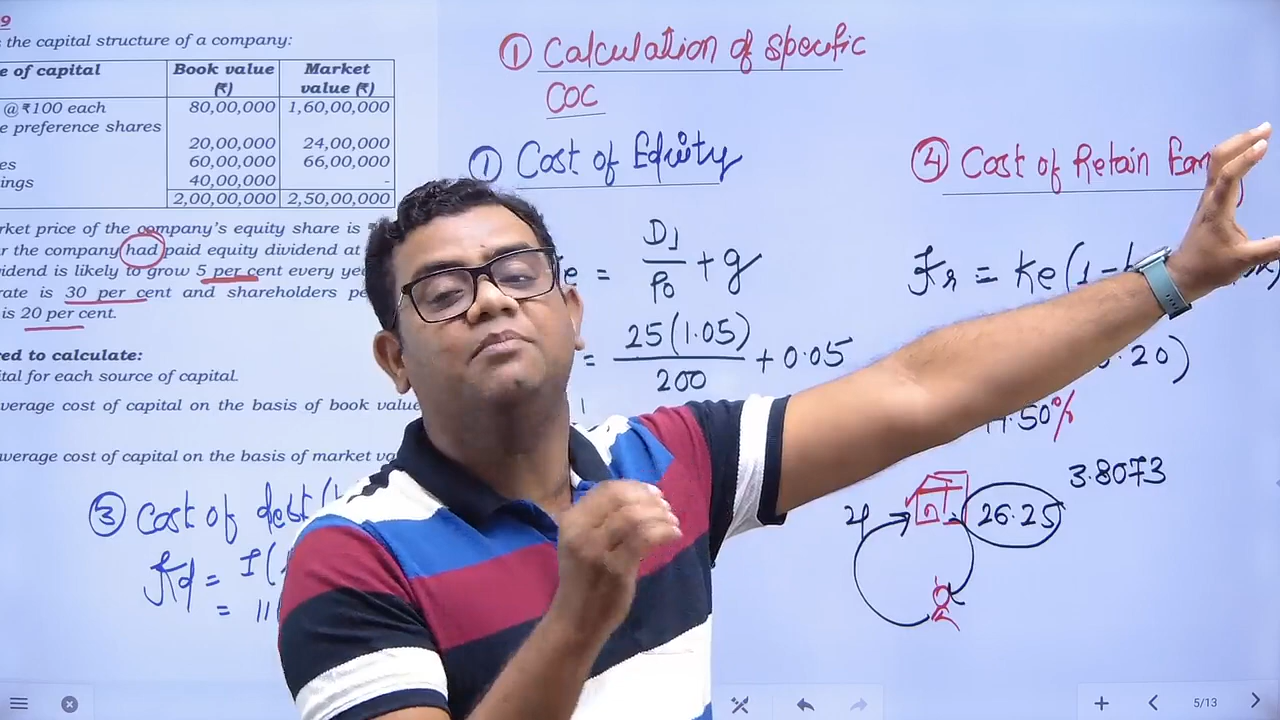 9
the capital structure of a company:
e of capital Book value (₹) Market value (₹)
@ ₹100 each 80,00,000 1,60,00,000
e preference shares
20,00,000 24,00,000
es 60,00,000 66,00,000
ings 40,00,000 -
2,00,00,000 2,50,00,000
rket price of the company's equity share is
r the company had paid equity dividend at
vidend is likely to grow 5 per cent every ye
rate is 30 per cent and shareholders pe
is 20 per cent.
ed to calculate:
ital for each source of capital.
verage cost of capital on the basis of book value
verage cost of capital on the basis of market va
① Calculation of specific
COC
① Cost of Equity
e = D1/P0 + g
= 25(1.05)/200 + 0.05
③ Cost of debt (
Kd = I(
= 11
④ Cost of Retain Earn
Kr = Ke(1-
.20)
.50%
3.8073
26.25
5/13